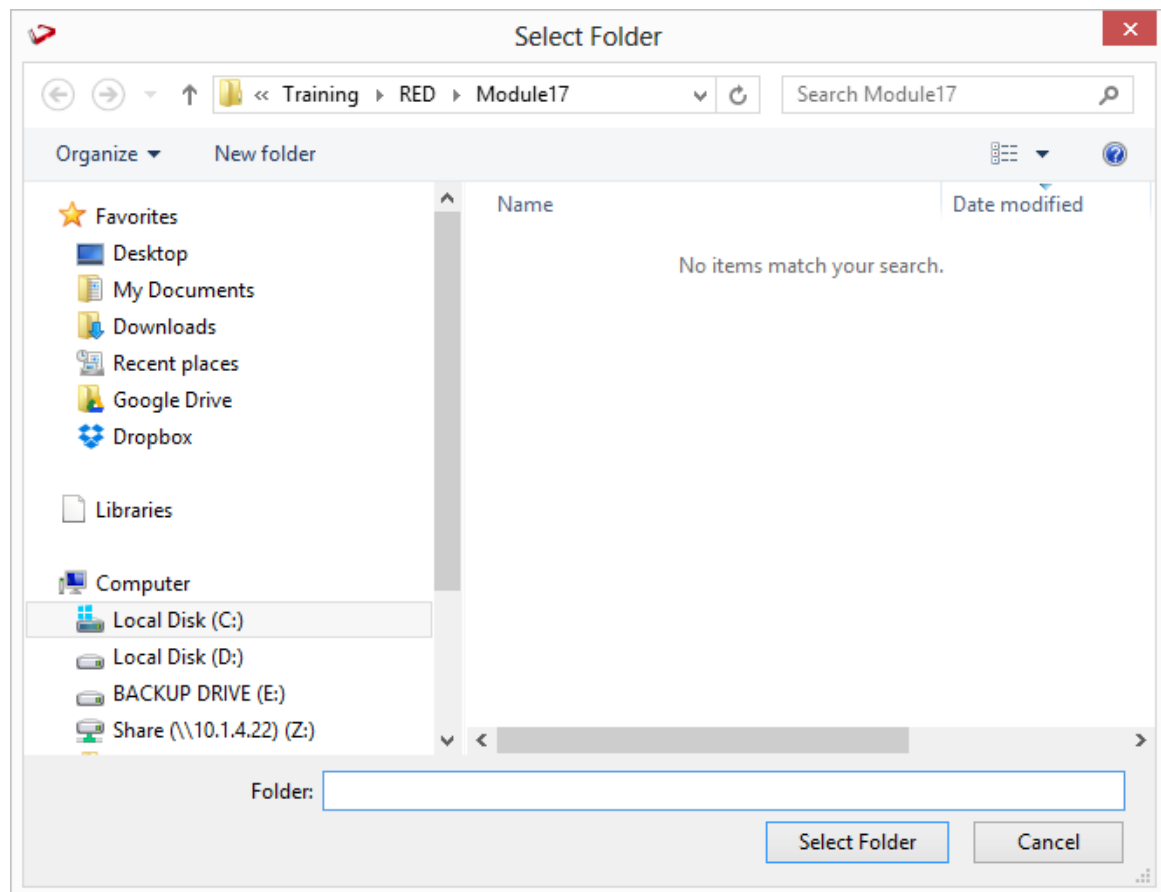 Select Folder
« Training RED Module17
Search Module17
Organize
New folder
Name
Date modified
No items match your search.
Favorites
Desktop
My Documents
Downloads
Recent places
Google Drive
Dropbox
Libraries
Computer
Local Disk (C:)
Local Disk (D:)
BACKUP DRIVE (E:)
Share (\\10.1.4.22) (Z:)
Folder:
Select Folder
Cancel